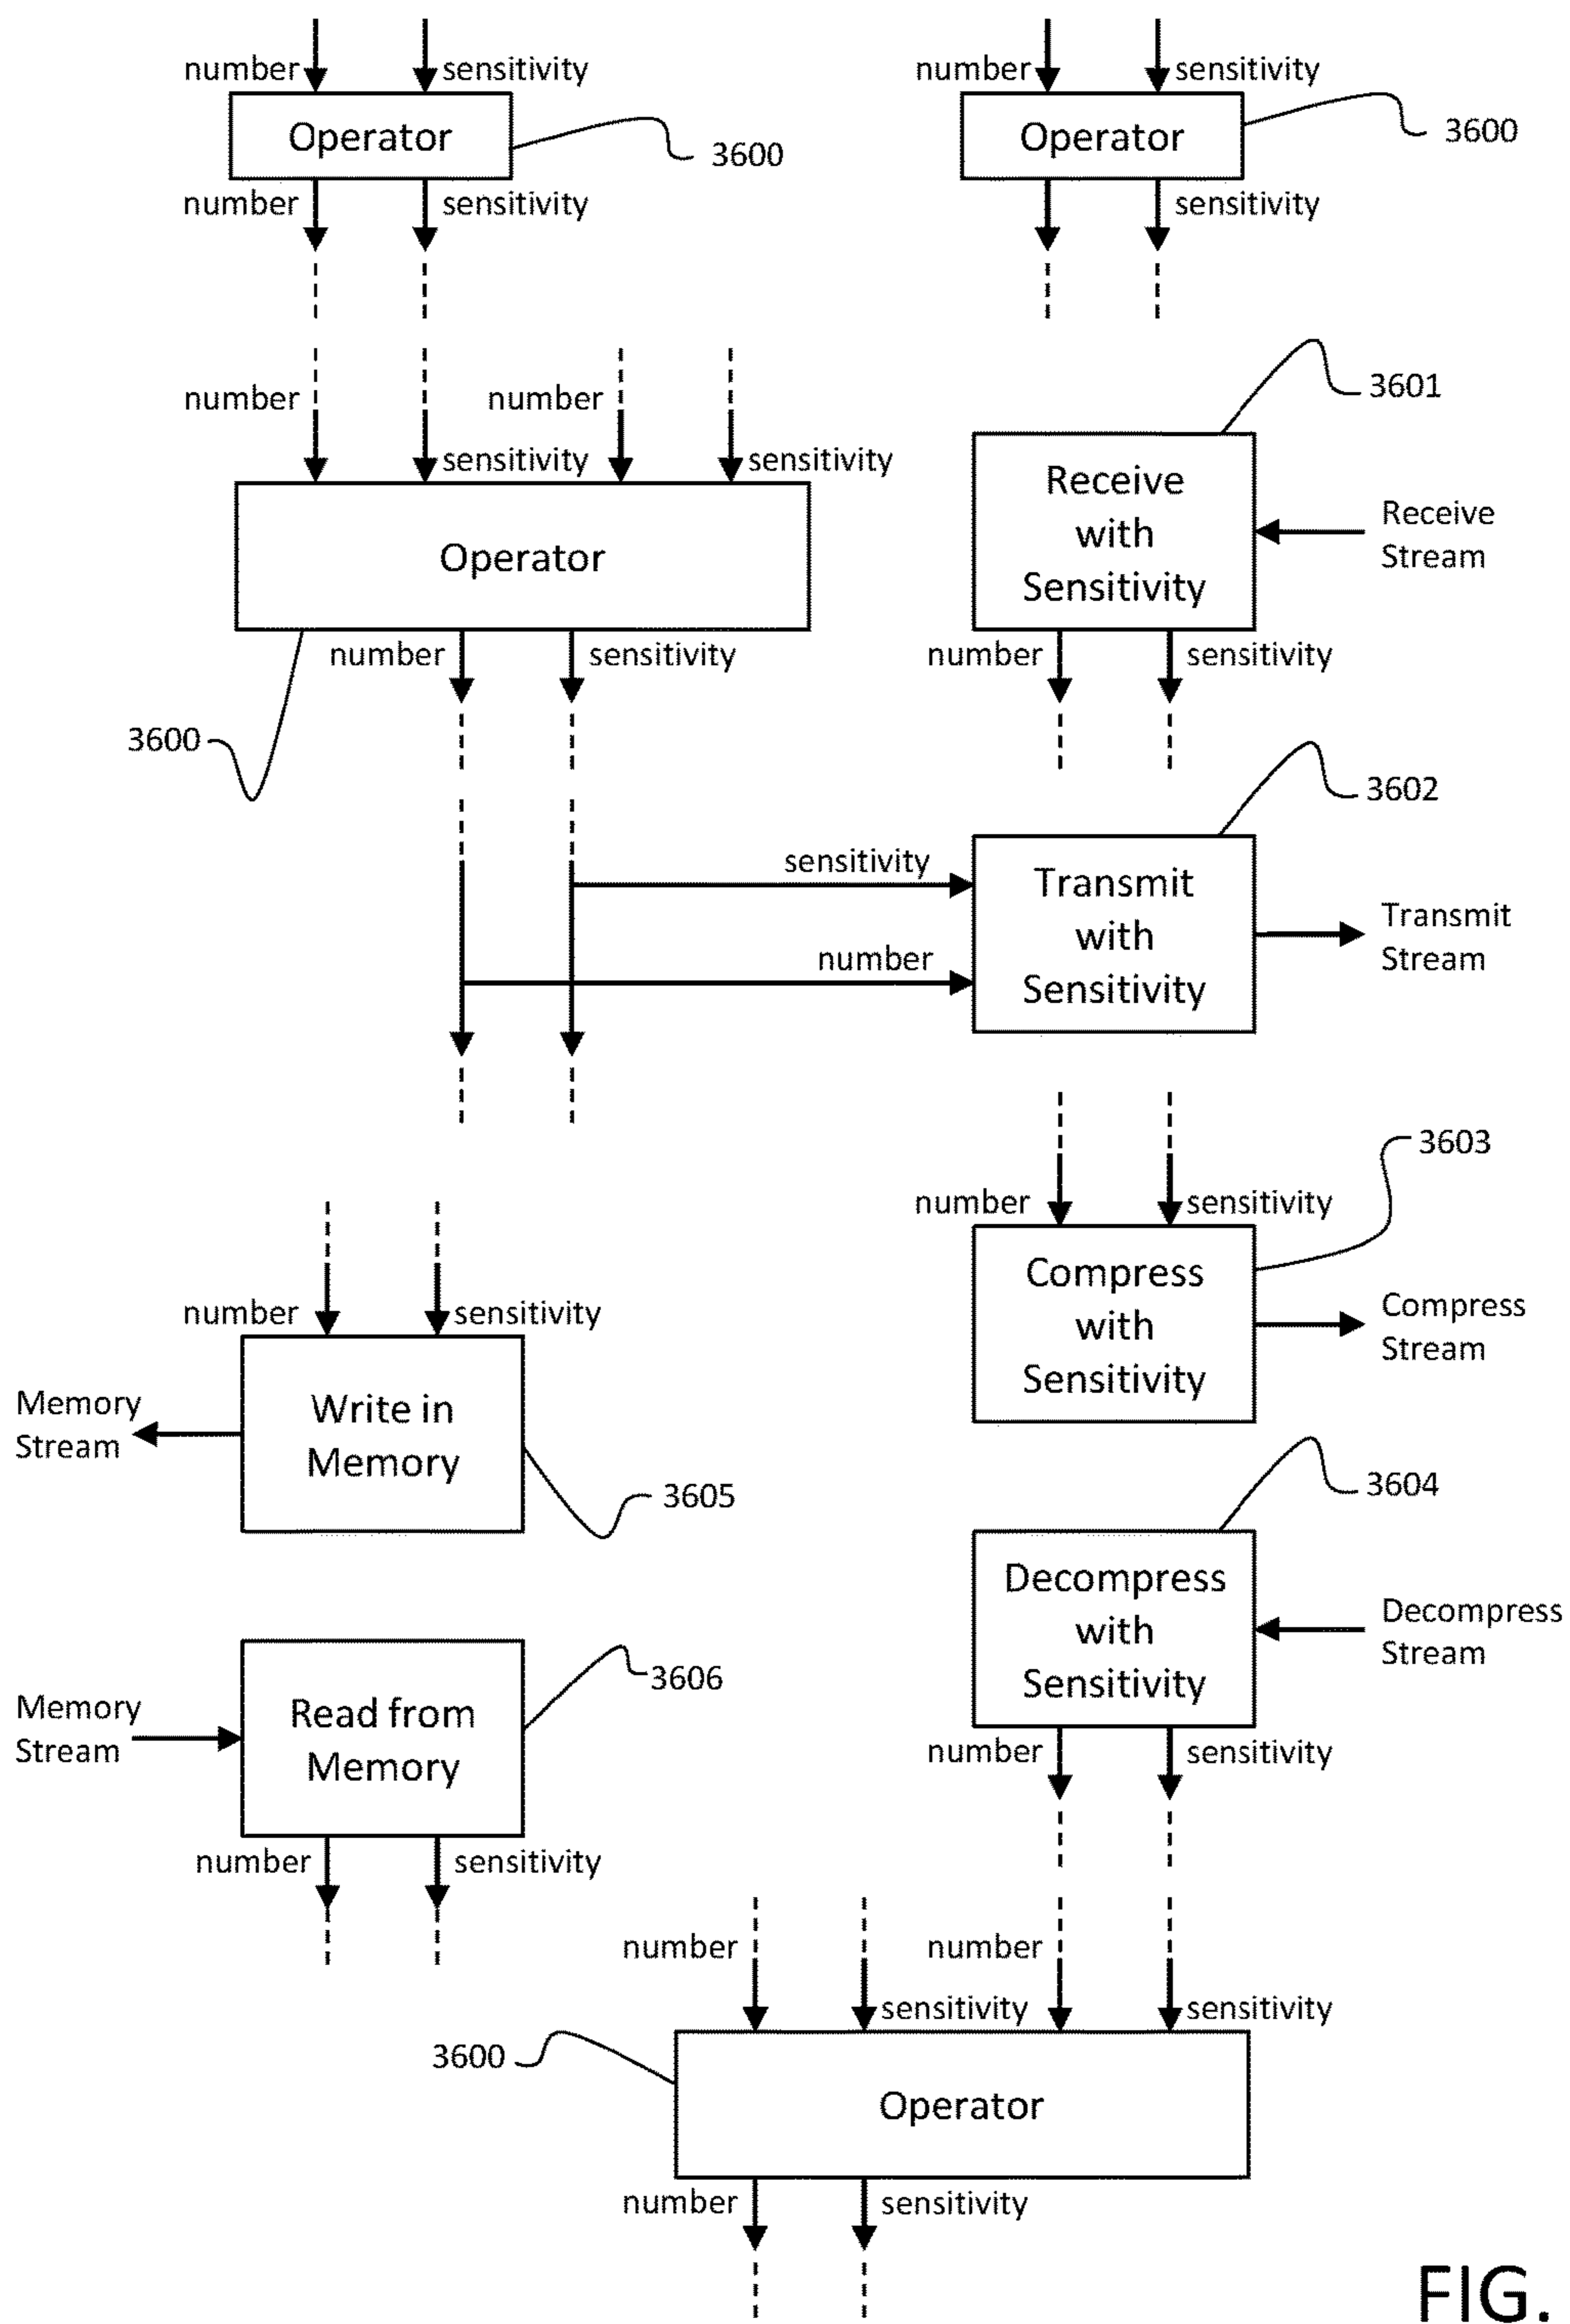 number
sensitivity
number
sensitivity
Operator
3600
Operator
3600
number
sensitivity
sensitivity
number
number
sensitivity
sensitivity
Operator
number
sensitivity
3600
3601
Receive
with
Sensitivity
Receive
Stream
number
sensitivity
3602
sensitivity
number
Transmit
with
Sensitivity
Transmit
Stream
3603
number
sensitivity
Compress
with
Sensitivity
Compress
Stream
number
sensitivity
Write in
Memory
Memory
Stream
3605
3604
Decompress
with
Sensitivity
Decompress
Stream
number
sensitivity
3606
Memory
Stream
Read from
Memory
number
sensitivity
number
number
sensitivity
sensitivity
3600
Operator
number
sensitivity
FIG.